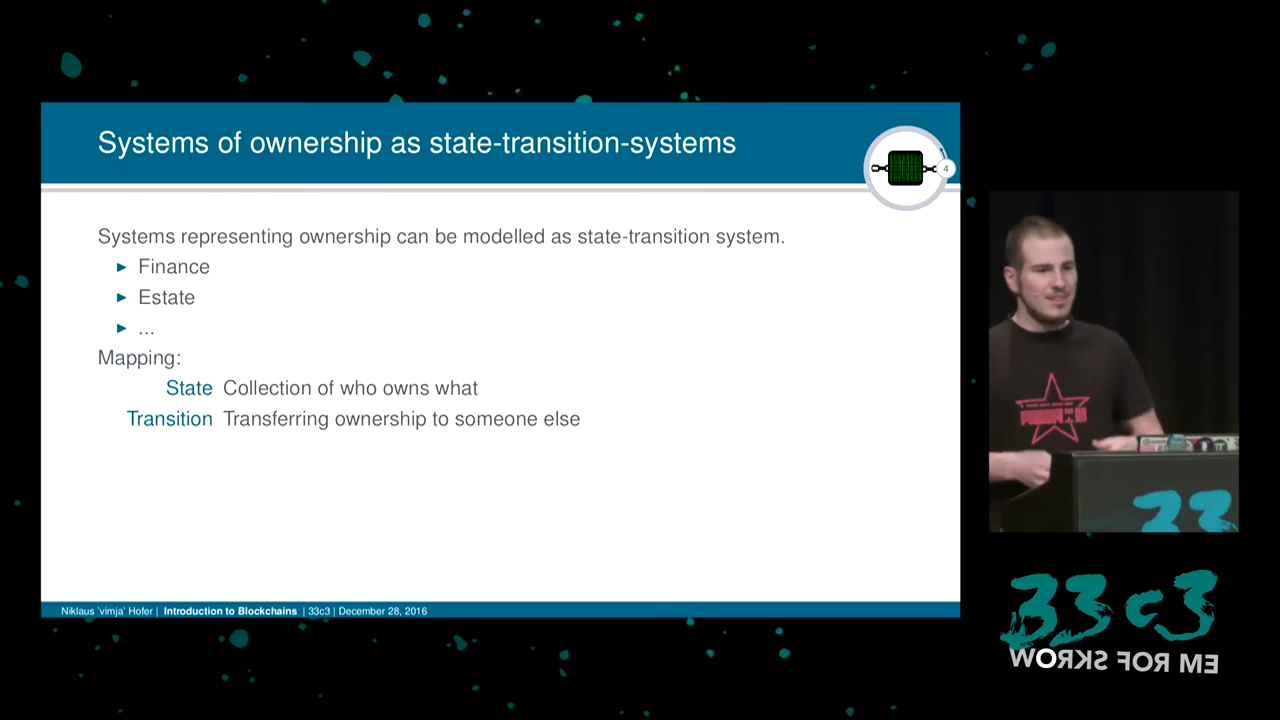 Systems of ownership as state-transition-systems
4
Systems representing ownership can be modelled as state-transition system.
► Finance
► Estate
► ...
Mapping:
State Collection of who owns what
Transition Transferring ownership to someone else
Niklaus 'vimja' Hofer | Introduction to Blockchains | 33c3 | December 28, 2016
33
33c3
WORKS FOR ME